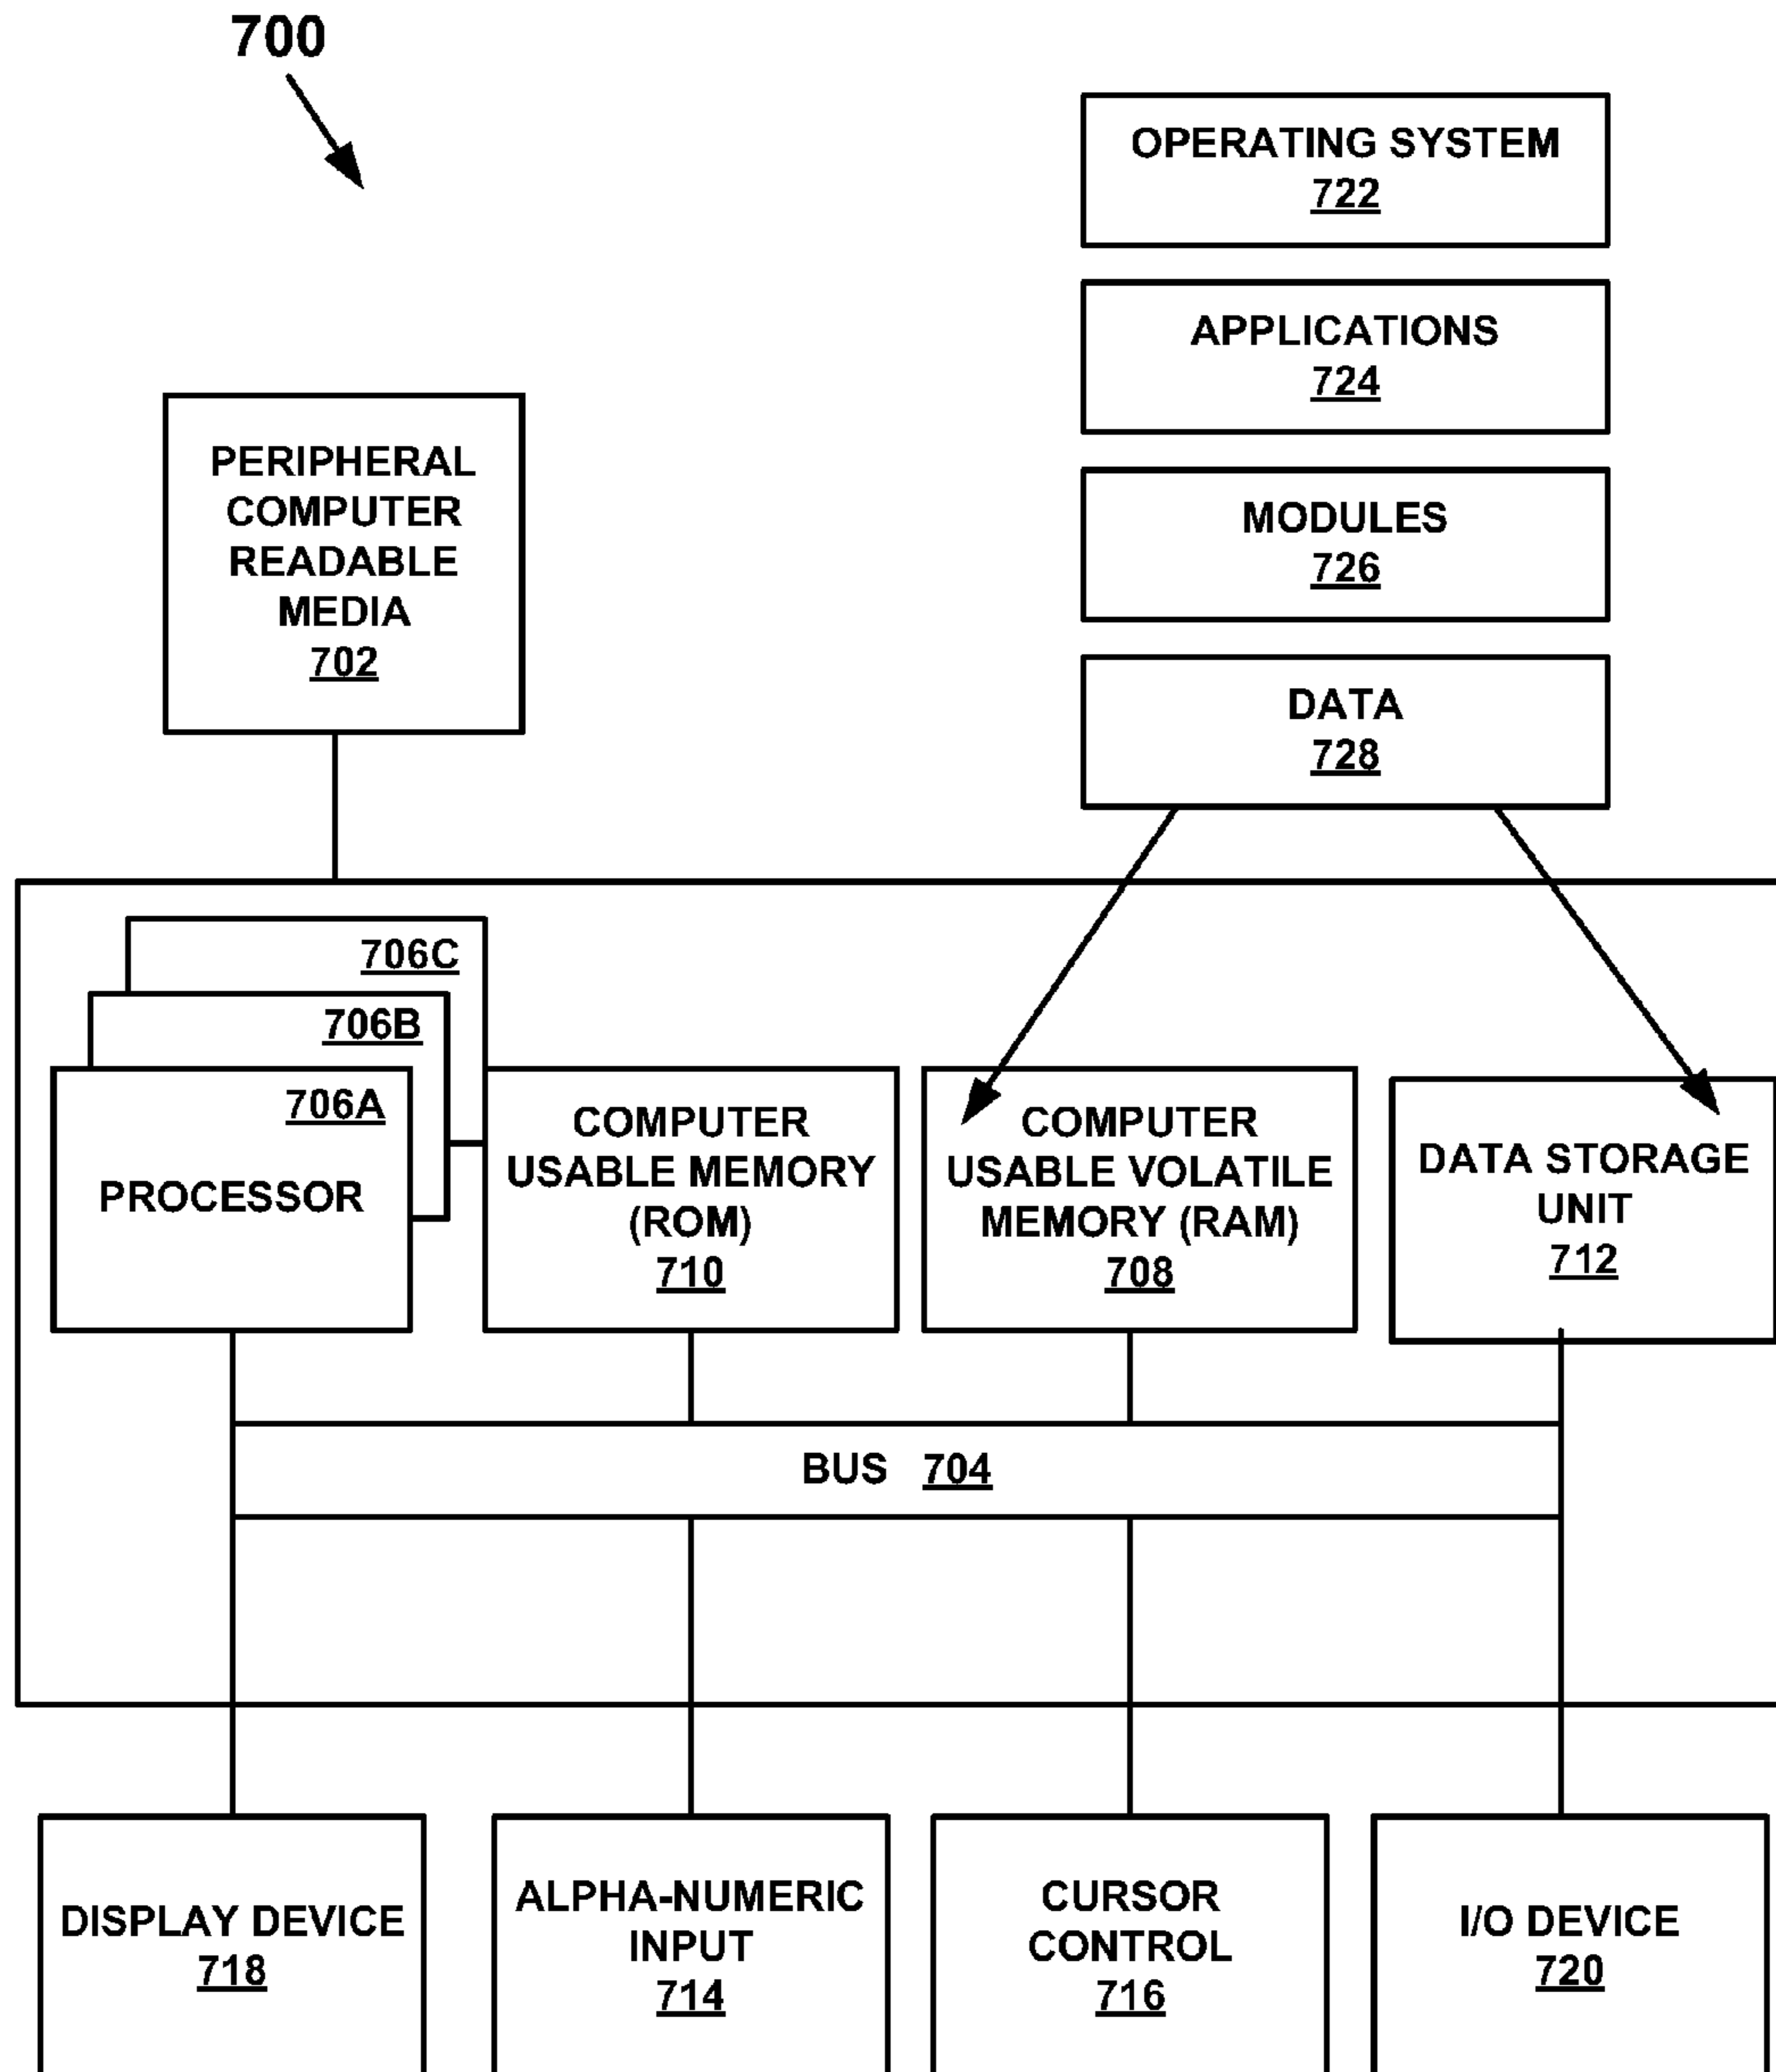 700
OPERATING SYSTEM
722
APPLICATIONS
724
MODULES
726
DATA
728
PERIPHERAL
COMPUTER
READABLE
MEDIA
702
706C
706B
706A
PROCESSOR
COMPUTER
USABLE MEMORY
(ROM)
710
COMPUTER
USABLE VOLATILE
MEMORY (RAM)
708
DATA STORAGE
UNIT
712
BUS 704
DISPLAY DEVICE
718
ALPHA-NUMERIC
INPUT
714
CURSOR
CONTROL
716
I/O DEVICE
720